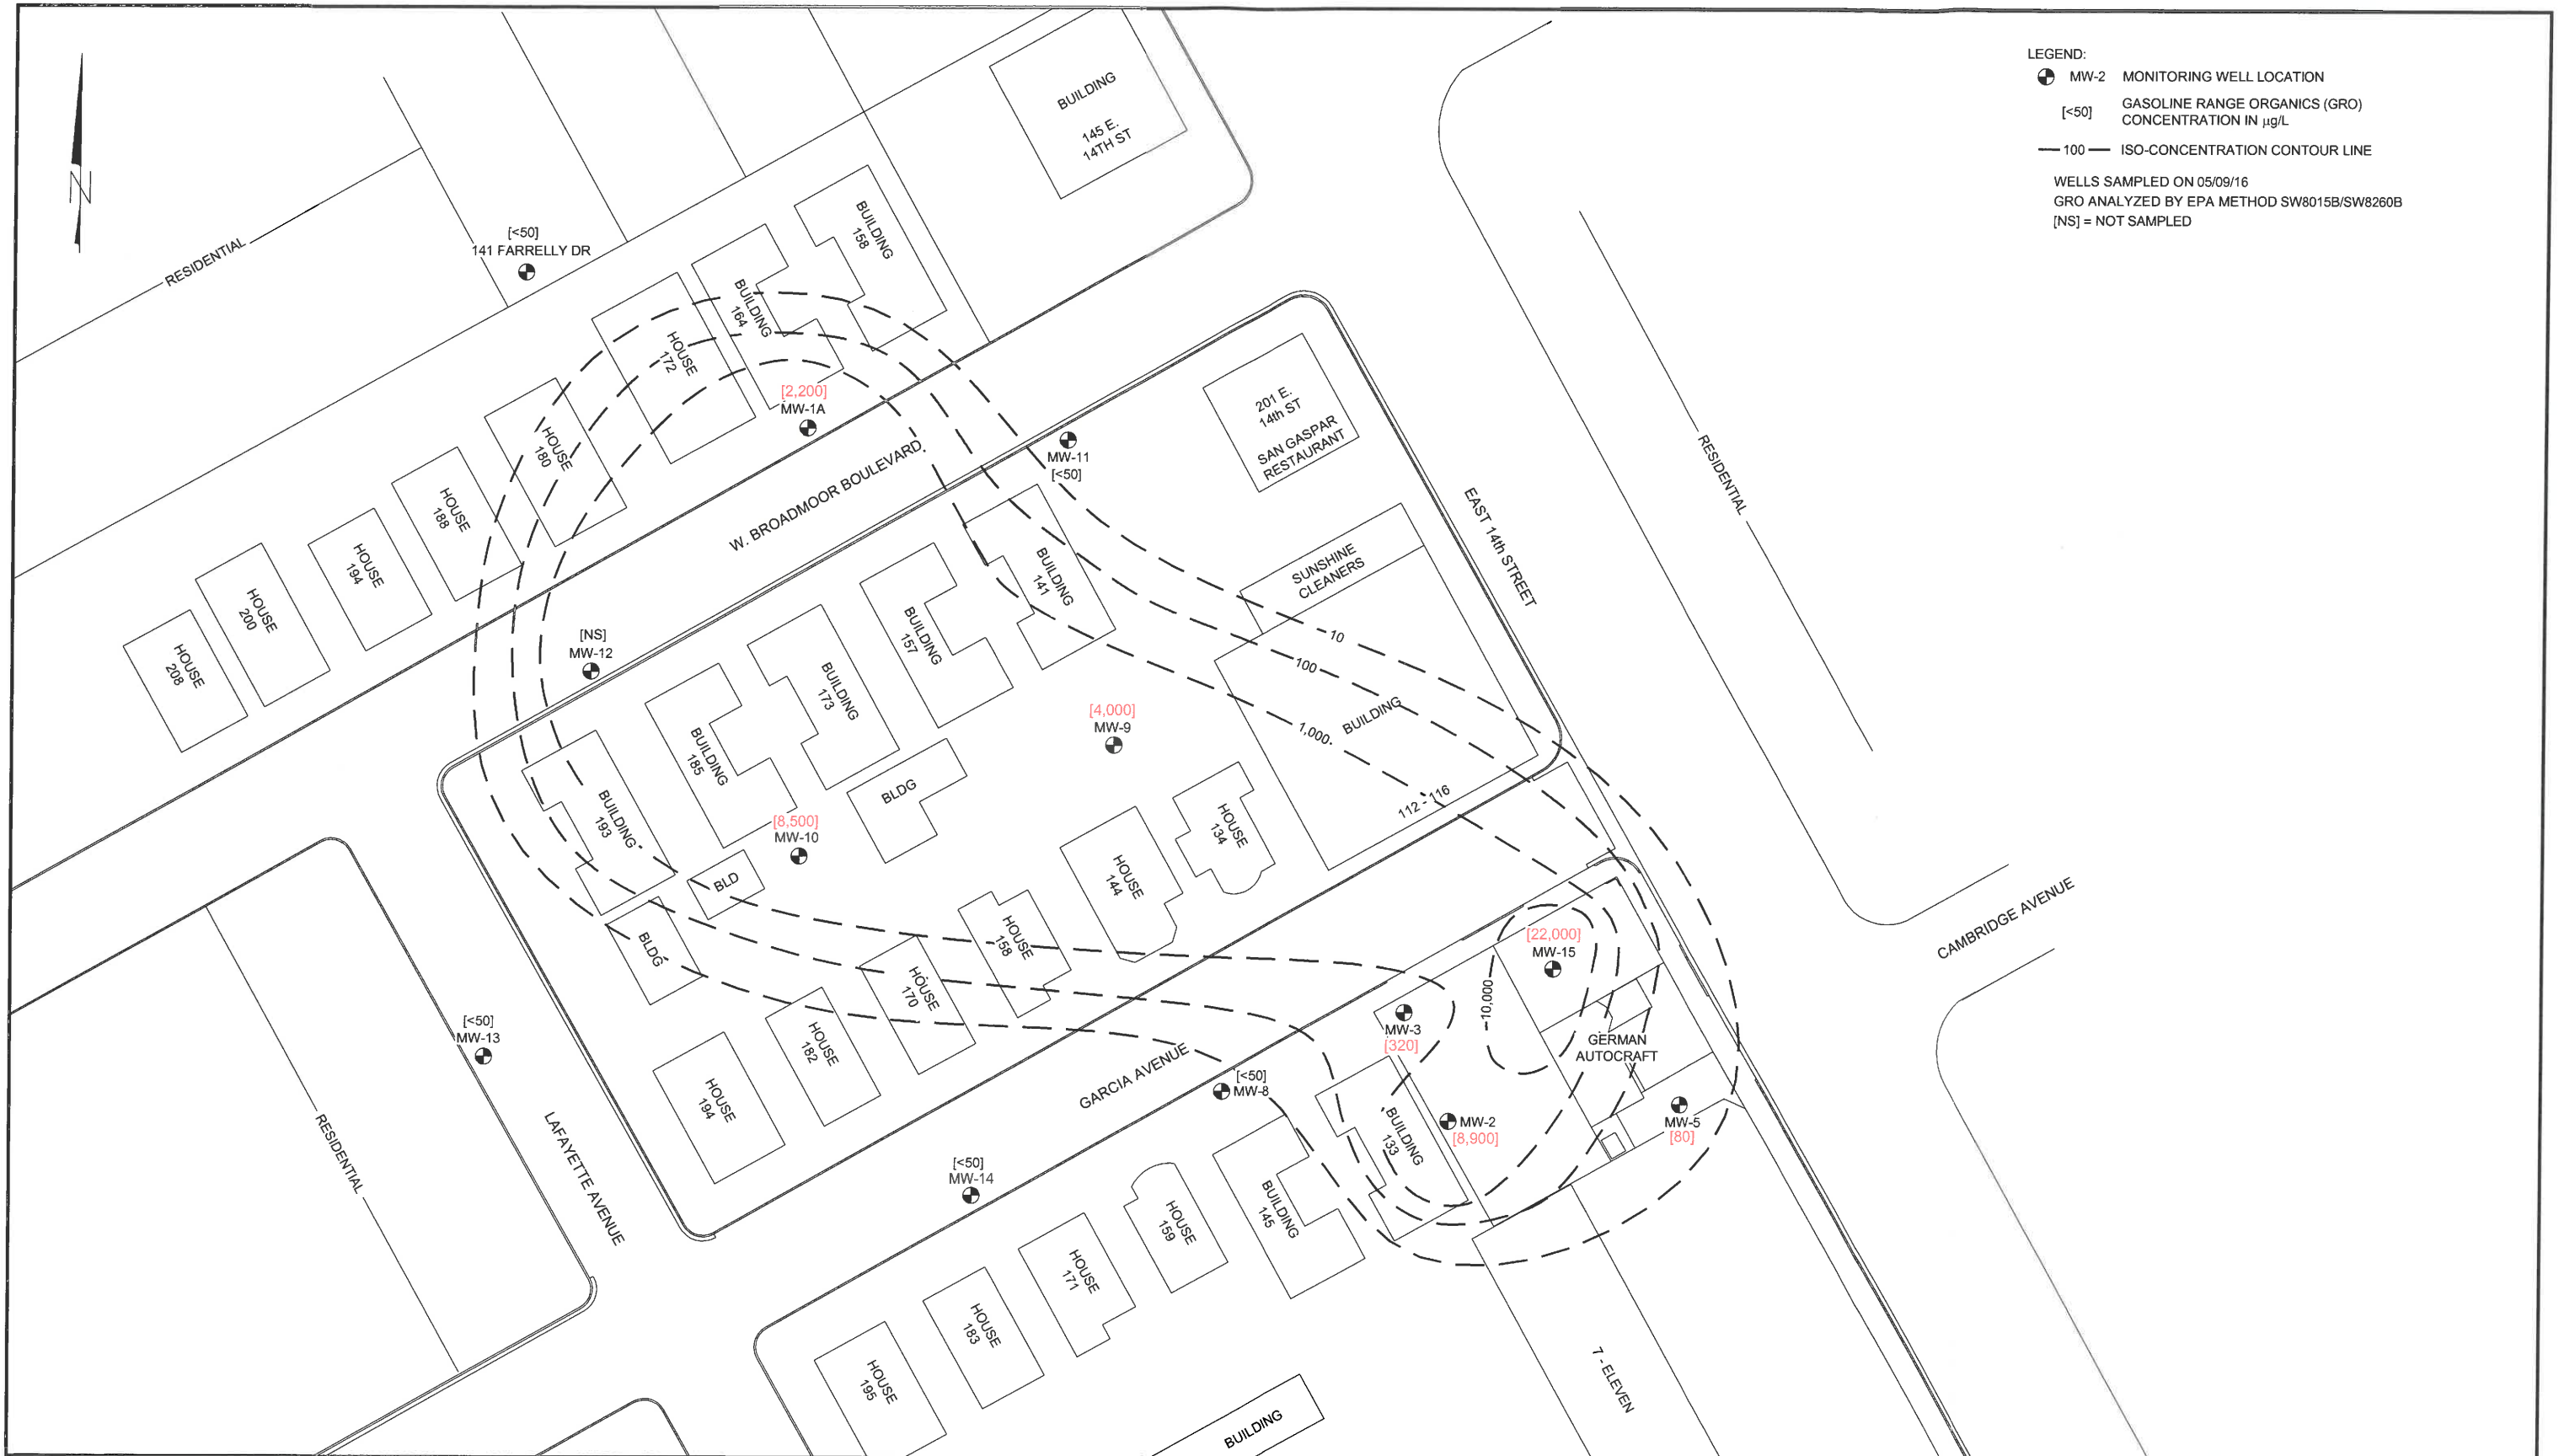 LEGEND:
MW-2 MONITORING WELL LOCATION
[<50] GASOLINE RANGE ORGANICS (GRO)
CONCENTRATION IN µg/L
100 ISO-CONCENTRATION CONTOUR LINE
WELLS SAMPLED ON 05/09/16
GRO ANALYZED BY EPA METHOD SW8015B/SW8260B
[NS] = NOT SAMPLED
N
BUILDING
145 E.
14TH ST
RESIDENTIAL
[<50]
141 FARRELLY DR
BUILDING
158
BUILDING
164
HOUSE
172
[2,200]
MW-1A
HOUSE
180
HOUSE
188
HOUSE
194
HOUSE
200
HOUSE
208
W. BROADMOOR BOULEVARD
MW-11
[<50]
201 E.
14th ST
SAN GASPAR
RESTAURANT
EAST 14th STREET
RESIDENTIAL
SUNSHINE
CLEANERS
BUILDING
141
BUILDING
157
BUILDING
173
BUILDING
185
[NS]
MW-12
10
100
1,000
BUILDING
112 - 116
[4,000]
MW-9
BLDG
[8,500]
MW-10
BUILDING
193
BLD
BLDG
HOUSE
134
HOUSE
144
HOUSE
158
HOUSE
170
HOUSE
182
HOUSE
194
[<50]
MW-13
RESIDENTIAL
LAFAYETTE AVENUE
GARCIA AVENUE
CAMBRIDGE AVENUE
[22,000]
MW-15
10,000
MW-3
[320]
GERMAN
AUTOCRAFT
[<50]
MW-8
MW-2
[8,900]
MW-5
[80]
BUILDING
133
[<50]
MW-14
BUILDING
145
HOUSE
159
HOUSE
171
HOUSE
183
HOUSE
195
7 - ELEVEN
BUILDING